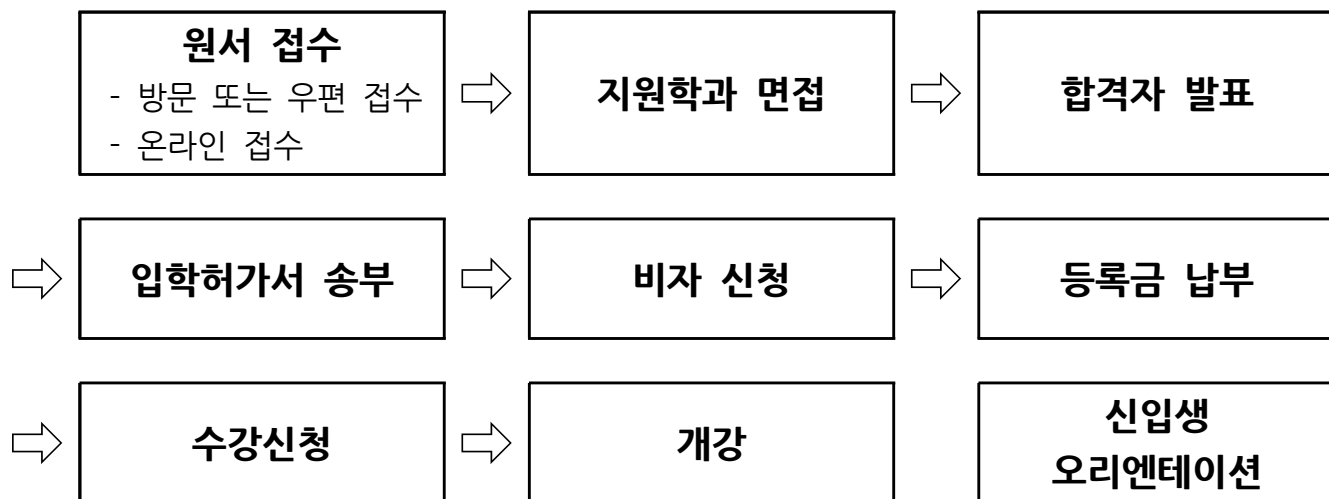 원서 접수
- 방문 또는 우편 접수
- 온라인 접수
지원학과 면접
합격자 발표
입학허가서 송부
비자 신청
등록금 납부
수강신청
개강
신입생
오리엔테이션